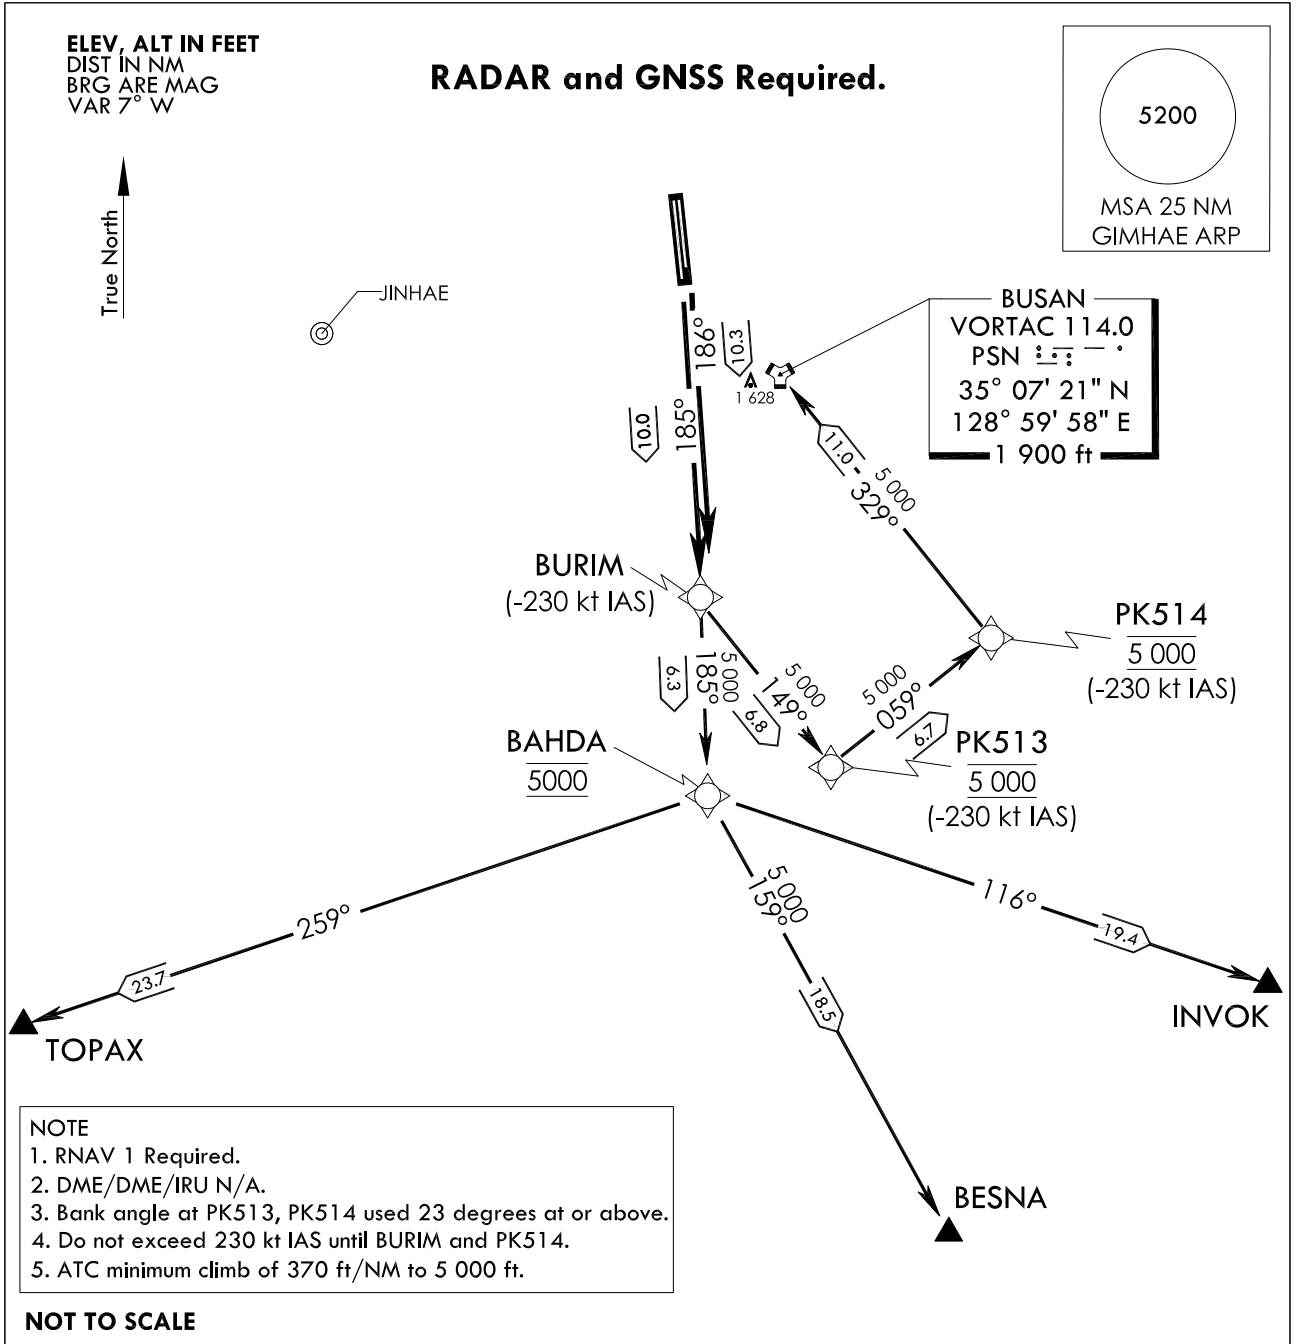 ELEV, ALT IN FEET
DIST IN NM
BRG ARE MAG
VAR 7° W
RADAR and GNSS Required.
5200
MSA 25 NM
GIMHAE ARP
True North
JINHAE
BUSAN
VORTAC 114.0
PSN
35° 07' 21" N
128° 59' 58" E
1 900 ft
186°
10.3
1 628
10.0
185°
11.0
5 000
329°
BURIM
(-230 kt IAS)
PK514
5 000
(-230 kt IAS)
6.3
185°
5 000
6.8
5 000
149°
5 000
059°
6.7
BAHDA
5000
PK513
5 000
(-230 kt IAS)
259°
23.7
TOPAX
5 000
159°
18.5
116°
19.4
INVOK
BESNA
NOTE
1. RNAV 1 Required.
2. DME/DME/IRU N/A.
3. Bank angle at PK513, PK514 used 23 degrees at or above.
4. Do not exceed 230 kt IAS until BURIM and PK514.
5. ATC minimum climb of 370 ft/NM to 5 000 ft.
NOT TO SCALE